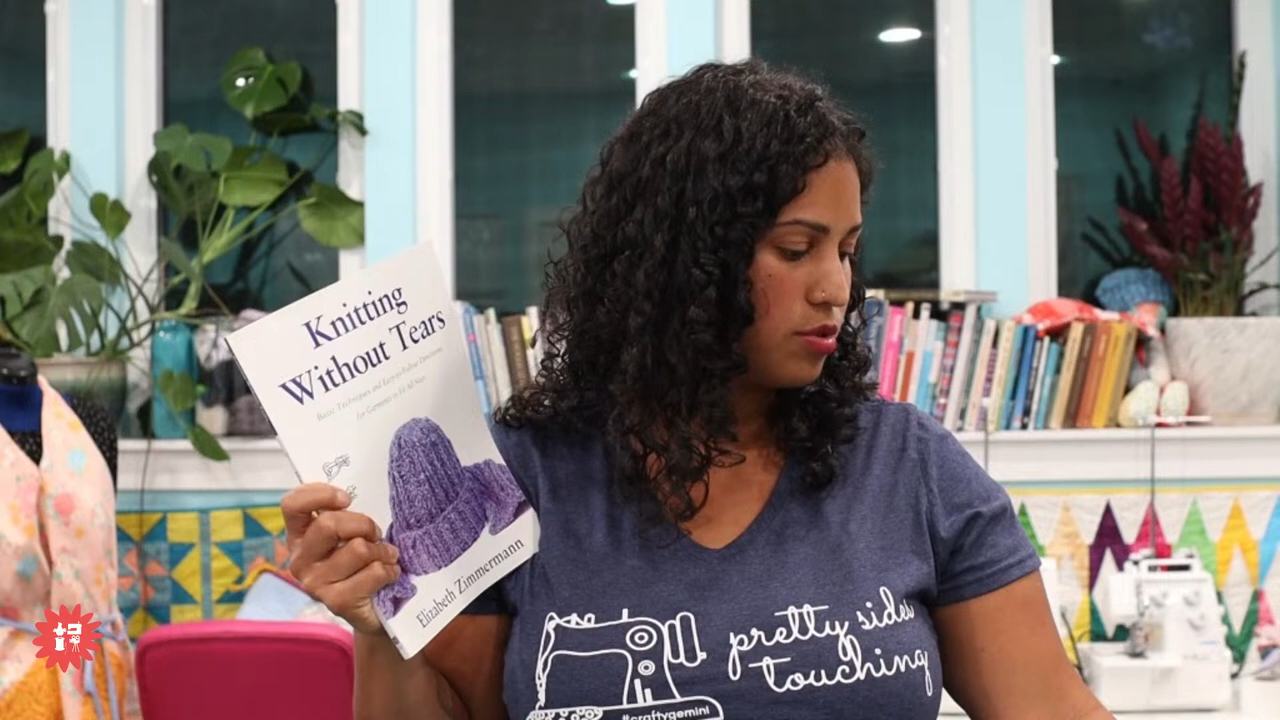 Knitting
Without Tears
Basic Techniques and Easy-to-Follow Directions
for Garments to Fit All Sizes
Elizabeth Zimmermann
pretty sides
touching
#craftygemini